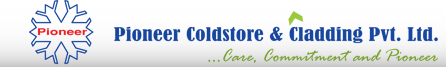 Pioneer
Pioneer Coldstore & Cladding Pvt. Ltd.
...Care, Commitment and Pioneer